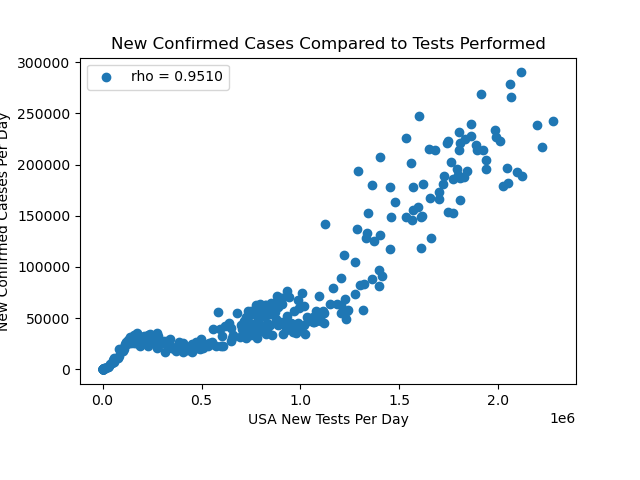 New Confirmed Cases Compared to Tests Performed
rho = 0.9510
300000
250000
200000
150000
100000
50000
0
New Confirmed Caeses Per Day
0.0 0.5 1.0 1.5 2.0
1e6
USA New Tests Per Day